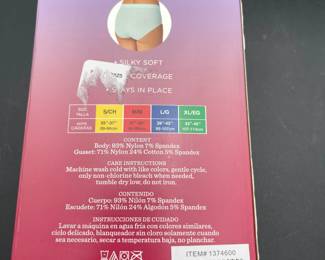 • SILKY SOFT
COVERAGE
STAYS IN PLACE
SIZE
TALLA
S/CH
L/G
XL/EG
HIPS
CADERAS
CONTENT
Body: 93% Nylon 7% Spandex
Gusset: 71% Nylon 24% Cotton 5% Spandex
CARE INSTRUCTIONS
Machine wash cold with like colors, gentle cycle,
only non-chlorine bleach when needed,
tumble dry low, do not iron.
CONTENIDO
Cuerpo: 93% Nilón 7% Spandex
Escudete: 71% Nilón 24% Algodón 5% Spandex
INSTRUCCIONES DE CUIDADO
Lavar a máquina en agua fría con colores similares,
ciclo delicado, blanquear sin cloro solamente cuando
sea necesario, secar a temperatura baja, no planchar.
ITEM# 1374600